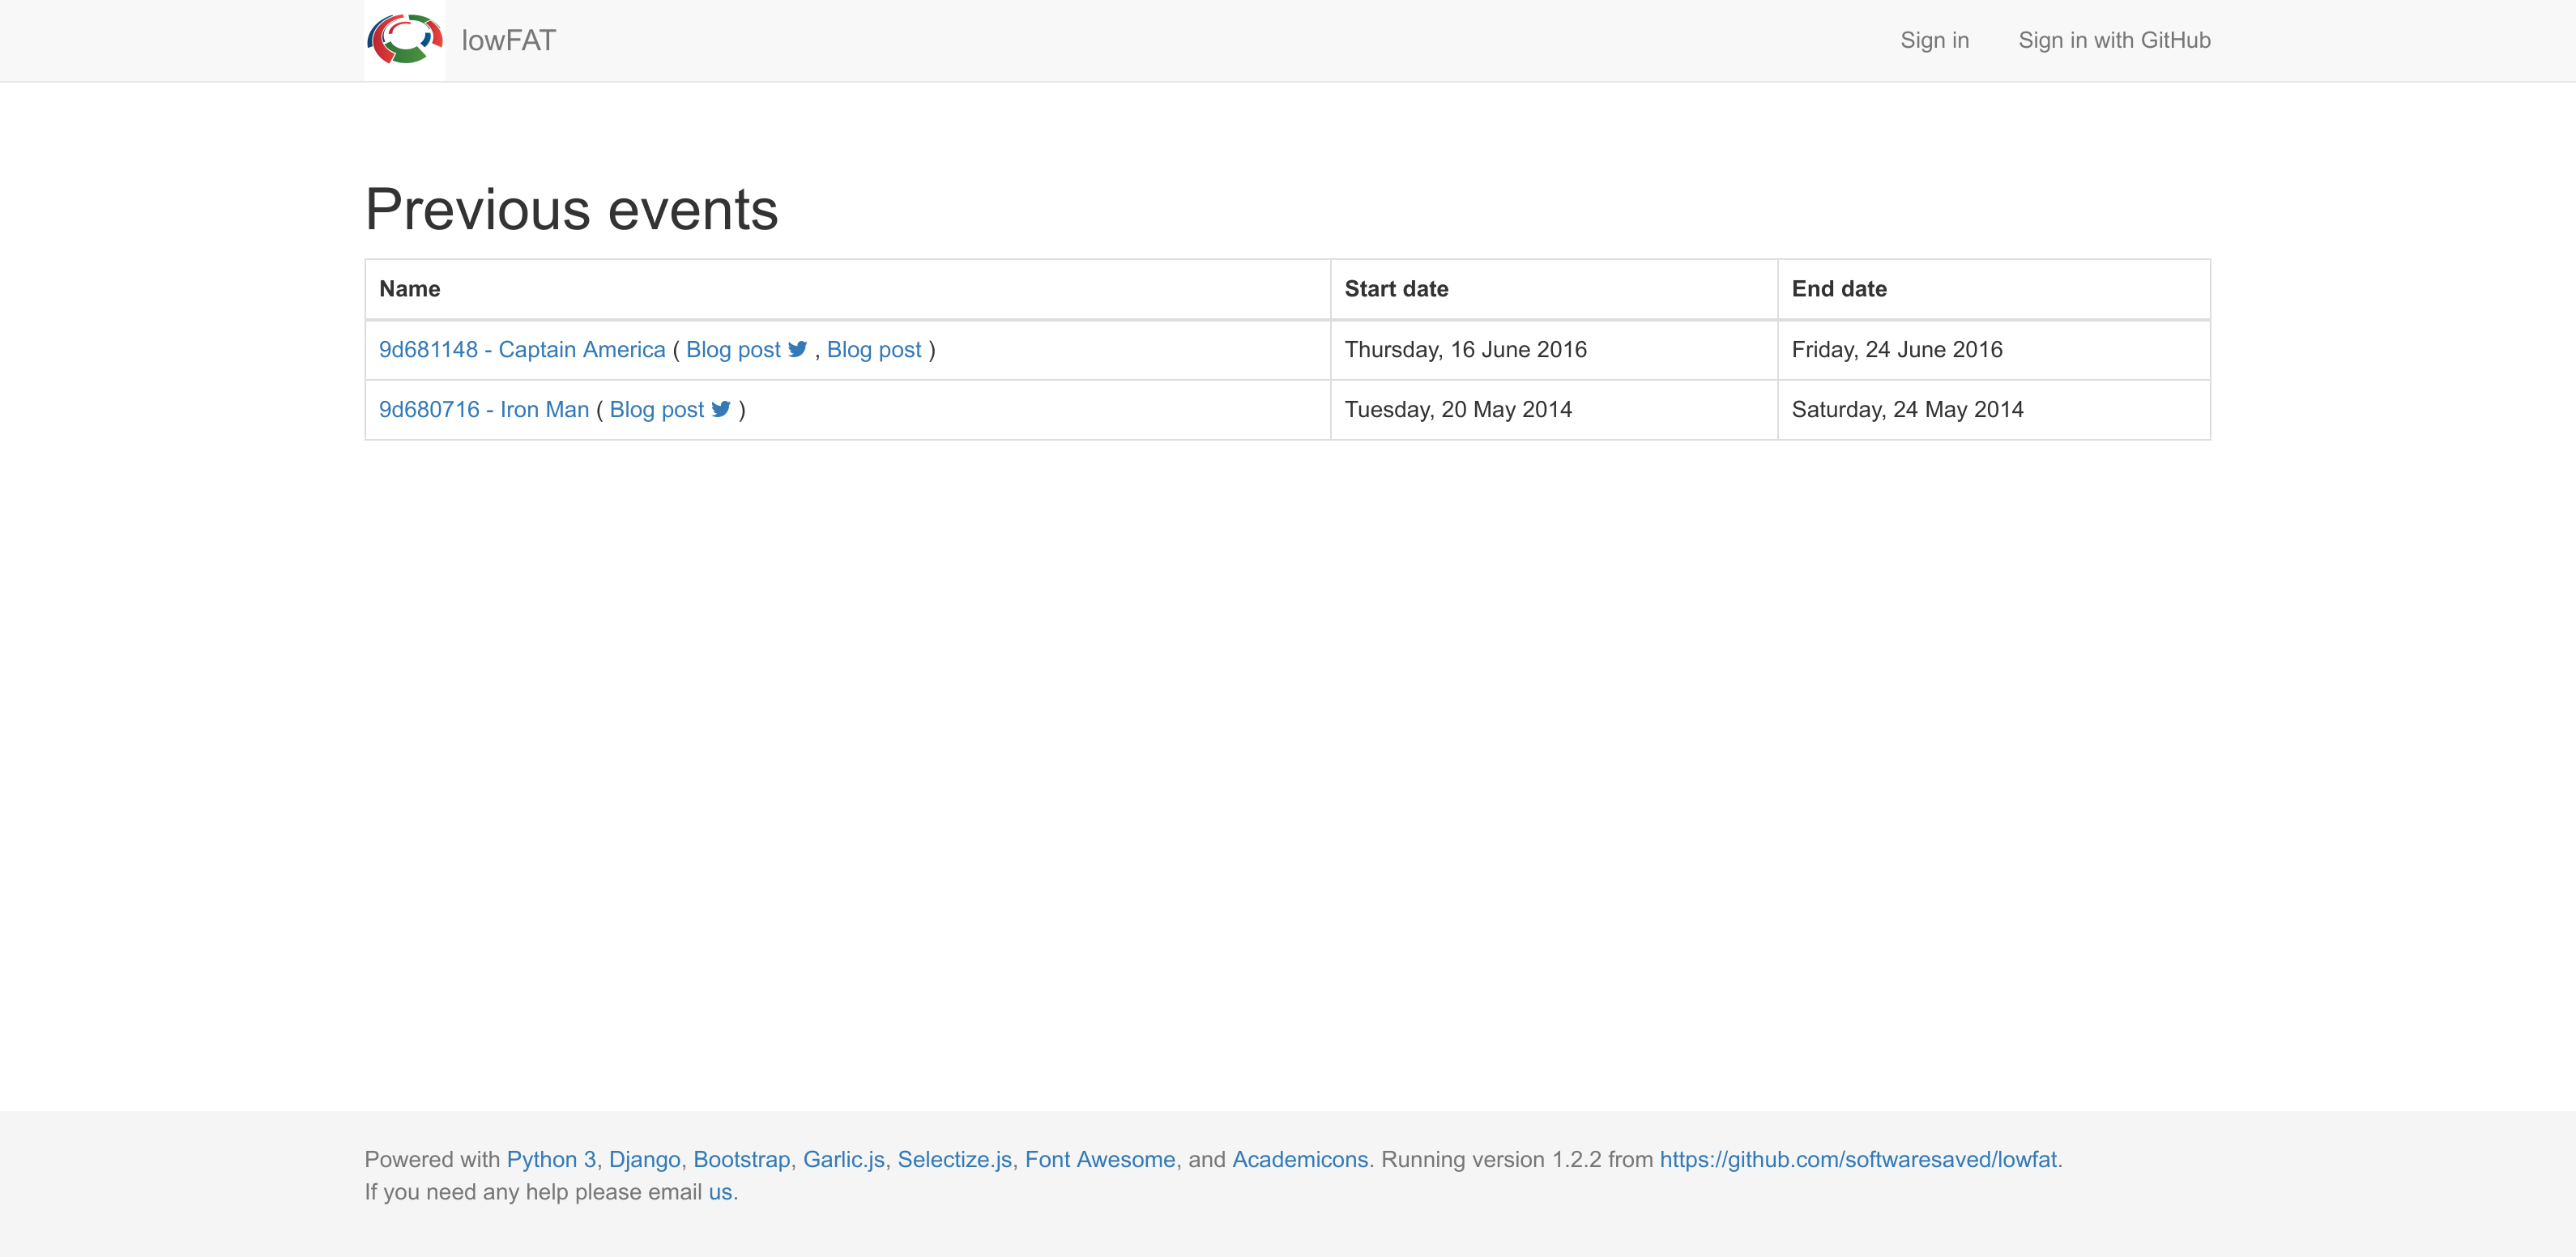 lowFAT
Sign in
Sign in with GitHub
Previous events
Name Start date End date
9d681148 - Captain America ( Blog post , Blog post ) Thursday, 16 June 2016 Friday, 24 June 2016
9d680716 - Iron Man ( Blog post ) Tuesday, 20 May 2014 Saturday, 24 May 2014
Powered with Python 3, Django, Bootstrap, Garlic.js, Selectize.js, Font Awesome, and Academicons. Running version 1.2.2 from https://github.com/softwaresaved/lowfat.
If you need any help please email us.